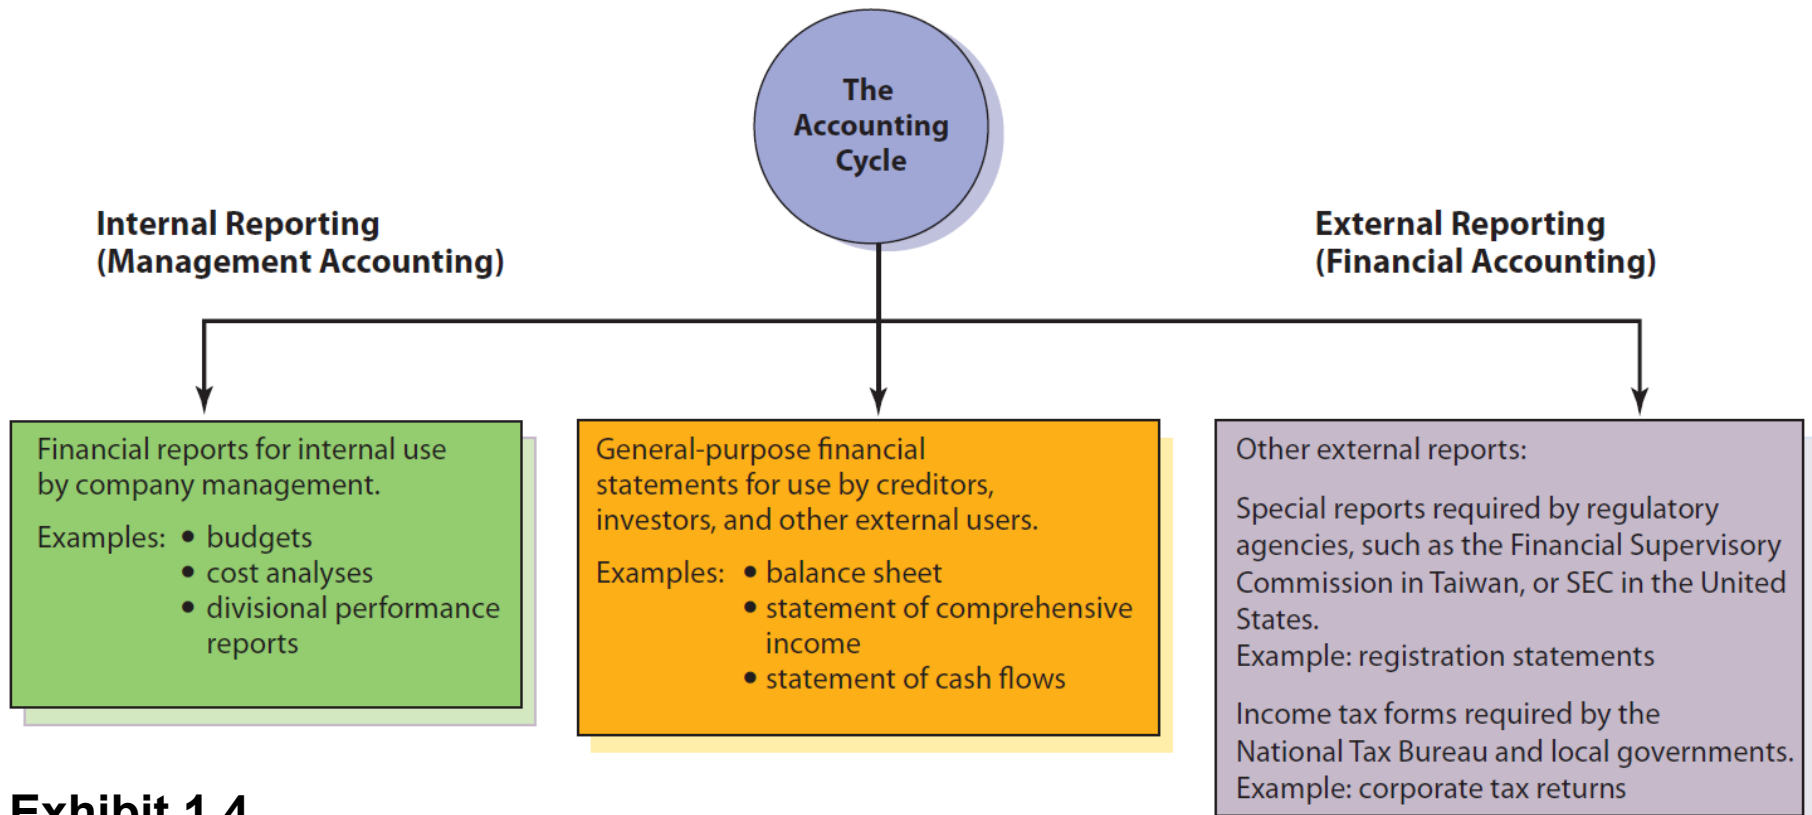 The
Accounting
Cycle
Internal Reporting
(Management Accounting)
External Reporting
(Financial Accounting)
Financial reports for internal use
by company management.
Examples: • budgets
• cost analyses
• divisional performance
reports
General-purpose financial
statements for use by creditors,
investors, and other external users.
Examples: • balance sheet
• statement of comprehensive
income
• statement of cash flows
Other external reports:
Special reports required by regulatory
agencies, such as the Financial Supervisory
Commission in Taiwan, or SEC in the United
States.
Example: registration statements
Income tax forms required by the
National Tax Bureau and local governments.
Example: corporate tax returns
Exhibit 1.4